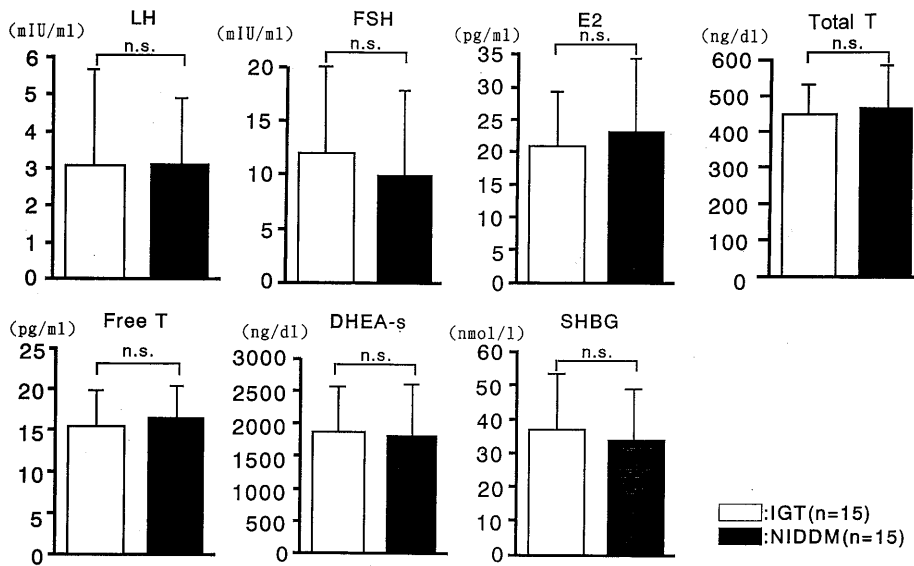 LH
(mIU/ml)
n.s.
6
5
4
3
2
1
0
FSH
(mIU/ml)
n.s.
20
15
10
5
0
E2
(pg/ml)
n.s.
35
30
25
20
15
10
5
0
Total T
(ng/dl)
n.s.
600
500
400
300
200
100
0
Free T
(pg/ml)
n.s.
25
20
15
10
5
0
DHEA-s
(ng/dl)
n.s.
3000
2500
2000
1500
1000
500
0
SHBG
(nmol/l)
n.s.
60
50
40
30
20
10
0
:IGT(n=15)
:NIDDM(n=15)